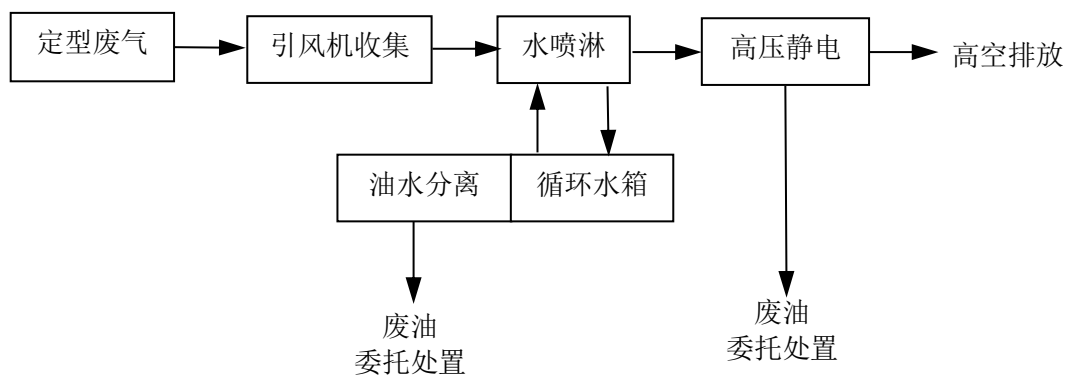 定型废气
引风机收集
水喷淋
高压静电
高空排放
油水分离
循环水箱
废油
委托处置
废油
委托处置